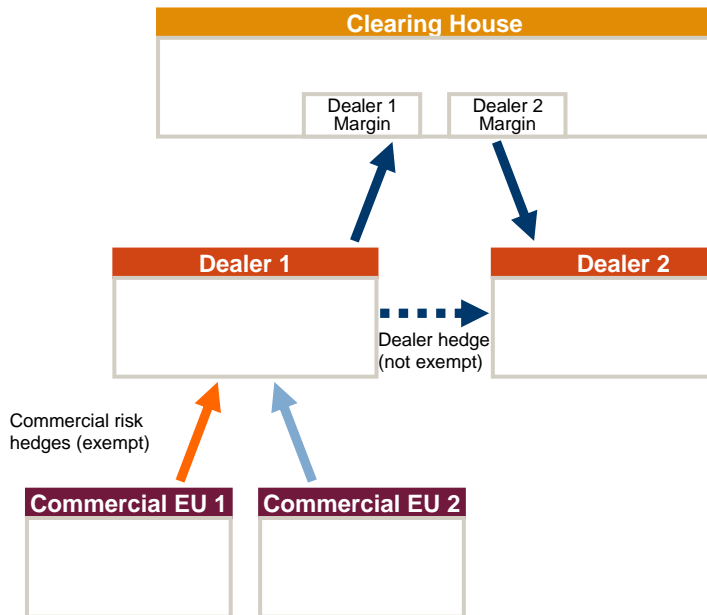 Clearing House
Dealer 1
Margin
Dealer 2
Margin
Dealer 1
Dealer 2
Dealer hedge
(not exempt)
Commercial risk
hedges (exempt)
Commercial EU 1
Commercial EU 2